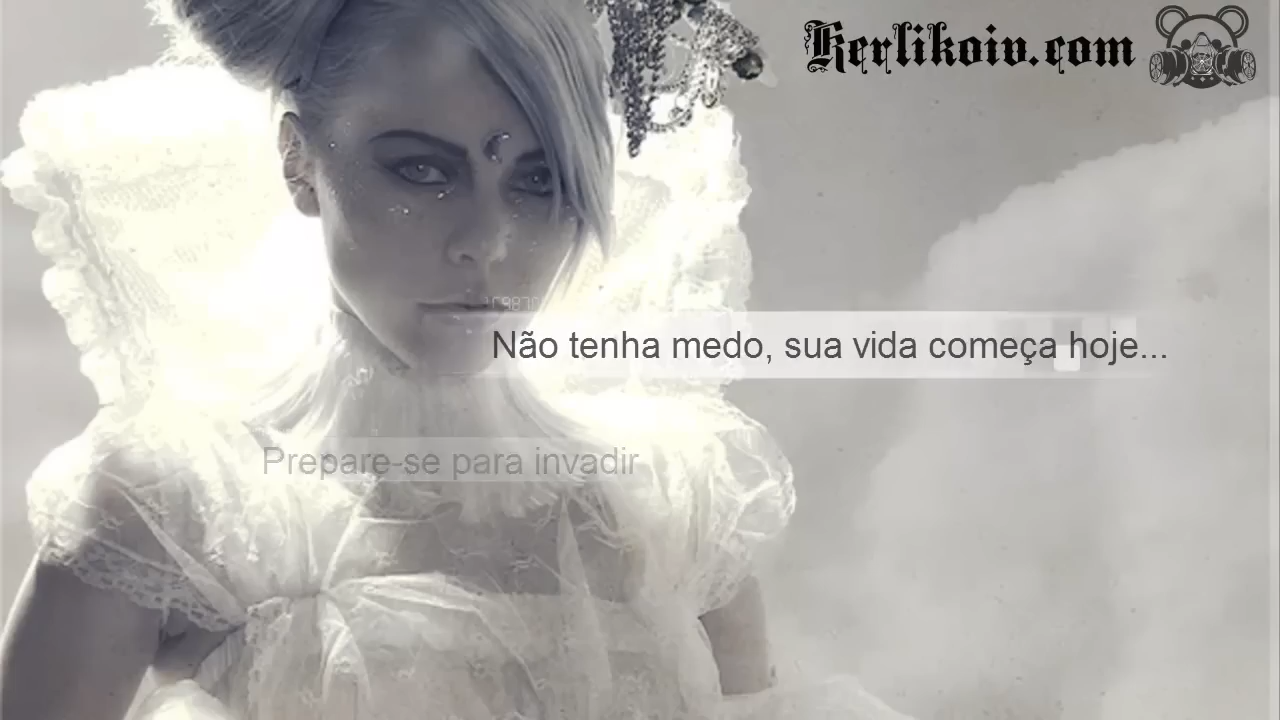 Kerlikoiv.com
Não tenha medo, sua vida começa hoje...
Prepare-se para invadir